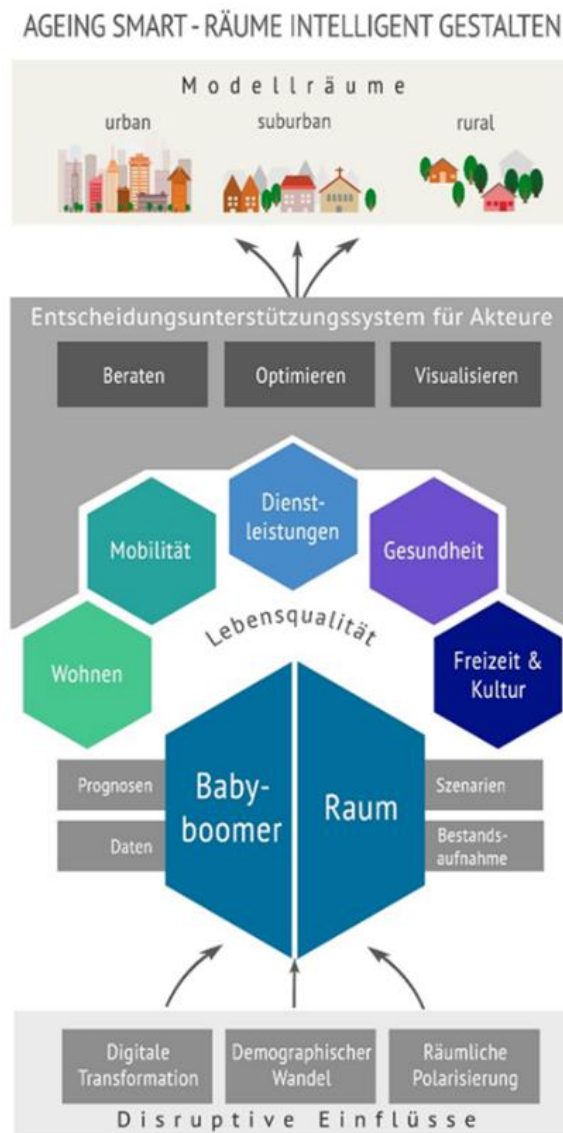 AGEING SMART - RÄUME INTELLIGENT GESTALTEN
Modellräume
urban
suburban
rural
Entscheidungsunterstützungssystem für Akteure
Beraten
Optimieren
Visualisieren
Dienst-
leistungen
Mobilität
Gesundheit
Lebensqualität
Wohnen
Freizeit &
Kultur
Prognosen
Daten
Baby-
boomer
Raum
Szenarien
Bestands-
aufnahme
Digitale
Transformation
Demographischer
Wandel
Räumliche
Polarisierung
Disruptive Einflüsse